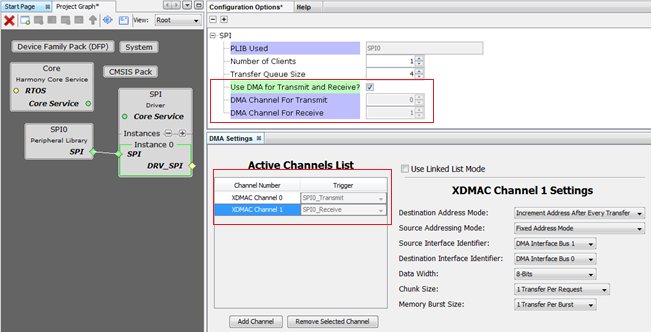 Start Page
Project Graph*
View: Root
Device Family Pack (DFP)
System
CMSIS Pack
Core
Harmony Core Service
RTOS
Core Service
SPI
Driver
Core Service
Instances
Instance 0
SPI
DRV_SPI
SPI0
Peripheral Library
SPI
Configuration Options*
Help
SPI
PLIB Used SPI0
Number of Clients 1
Transfer Queue Size 4
Use DMA for Transmit and Receive?
DMA Channel For Transmit 0
DMA Channel For Receive 1
DMA Settings
Active Channels List
Channel Number Trigger
XDMAC Channel 0 SPI0_Transmit
XDMAC Channel 1 SPI0_Receive
Add Channel
Remove Selected Channel
Use Linked List Mode
XDMAC Channel 1 Settings
Destination Address Mode: Increment Address After Every Transfer
Source Addressing Mode: Fixed Address Mode
Source Interface Identifier: DMA Interface Bus 1
Destination Interface Identifier: DMA Interface Bus 0
Data Width: 8-Bits
Chunk Size: 1 Transfer Per Request
Memory Burst Size: 1 Transfer Per Burst